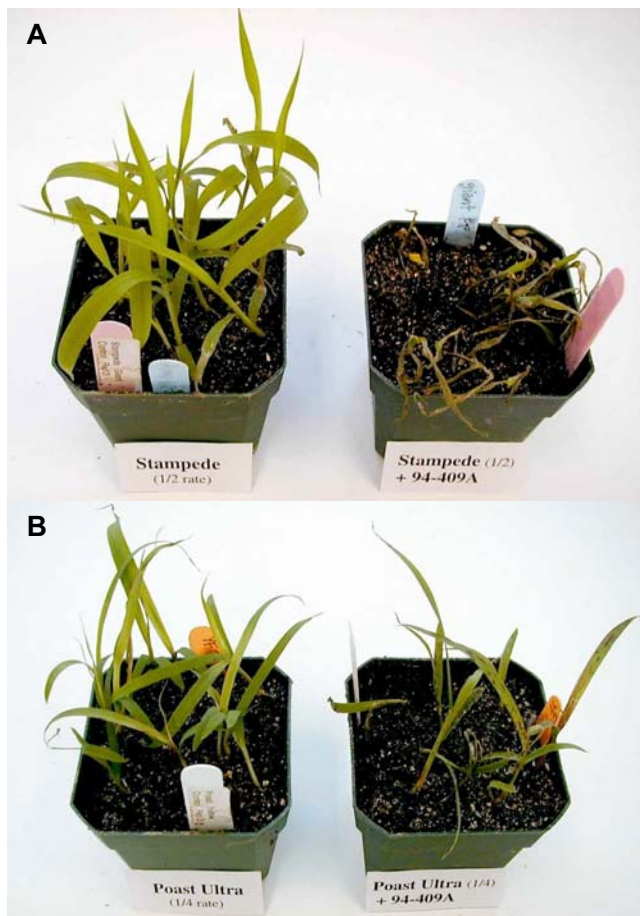 A
giant
Stampede
(1/2 rate)
Stampede (1/2)
+ 94-409A
B
Poast Ultra
(1/4 rate)
Poast Ultra (1/4)
+ 94-409A